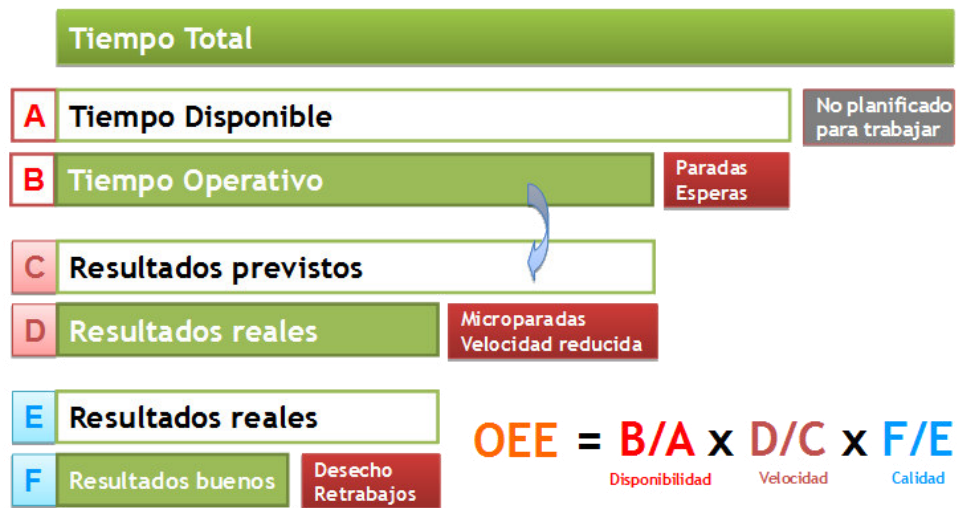 Tiempo Total
A
Tiempo Disponible
No planificado
para trabajar
B
Tiempo Operativo
Paradas
Esperas
C
Resultados previstos
D
Resultados reales
Microparadas
Velocidad reducida
E
Resultados reales
F
Resultados buenos
Desecho
Retrabajos
OEE = B/A x D/C x F/E
Disponibilidad
Velocidad
Calidad